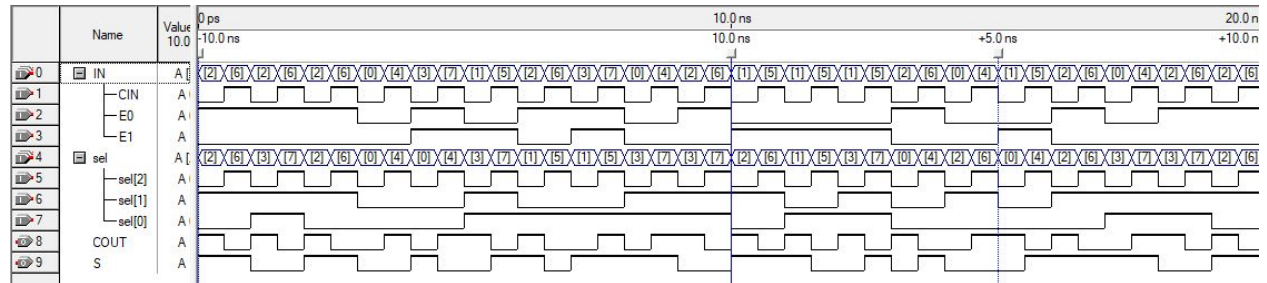 Name Value 10.0 0 ps 10.0 ns 20.0 n
-10.0 ns 10.0 ns +5.0 ns +10.0 n
0 IN A [ [2] [6] [2] [6] [2] [6] [0] [4] [3] [7] [1] [5] [2] [6] [3] [7] [0] [4] [2] [6] [1] [5] [1] [5] [1] [5] [2] [6] [0] [4] [1] [5] [2] [6] [0] [4] [2] [6] [2] [6]
1 CIN A
2 E0 A
3 E1 A
4 sel A [ [2] [6] [3] [7] [2] [6] [0] [4] [0] [4] [3] [7] [1] [5] [1] [5] [3] [7] [3] [7] [2] [6] [1] [5] [3] [7] [0] [4] [2] [6] [0] [4] [2] [6] [3] [7] [3] [7] [2] [6]
5 sel[2] A
6 sel[1] A
7 sel[0] A
8 COUT A
9 S A